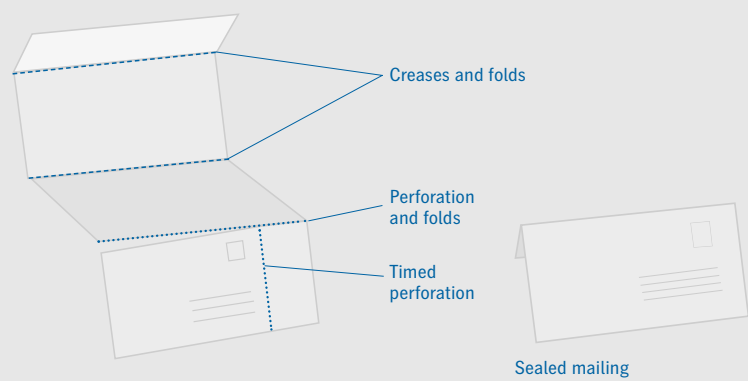 Creases and folds
Perforation
and folds
Timed
perforation
Sealed mailing